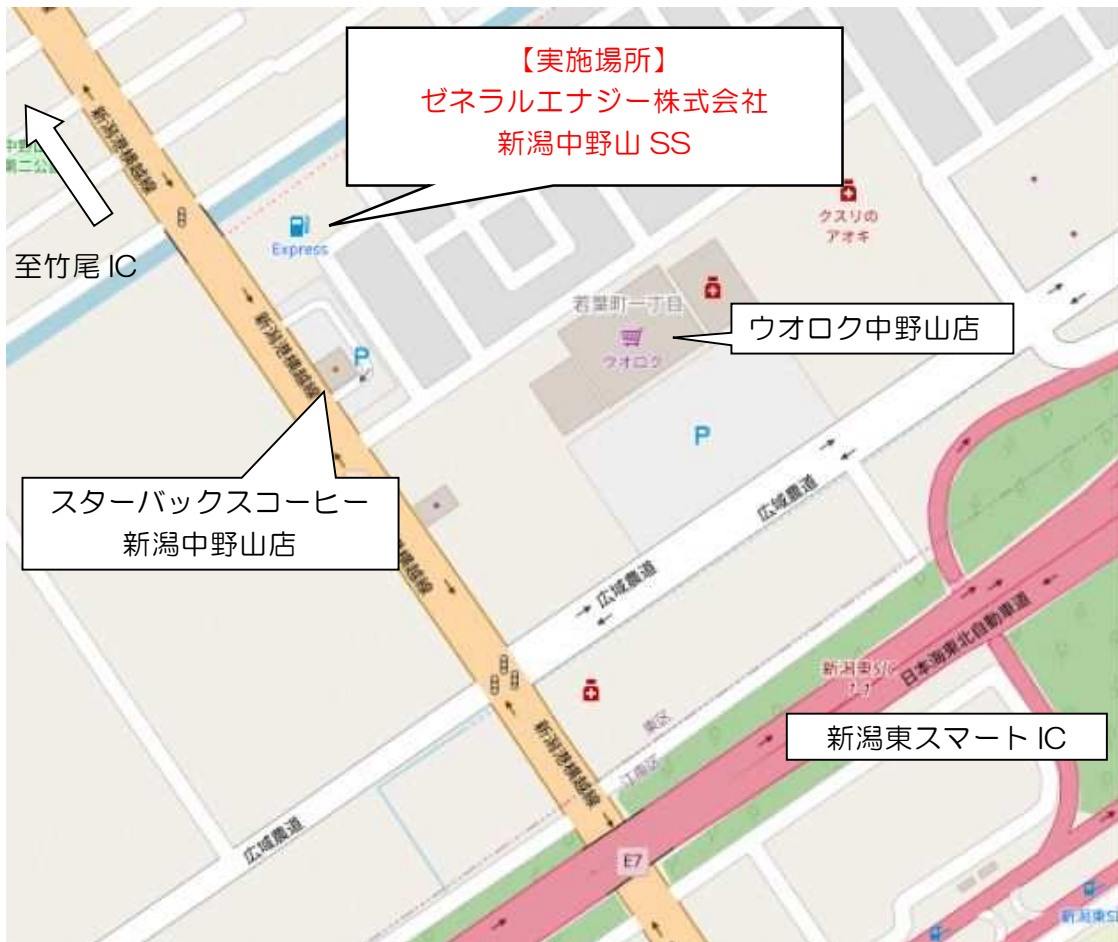 【実施場所】
ゼネラルエナジー株式会社
新潟中野山 SS
新潟港横越線
第二公
至竹尾 IC
Express
クスリの
アオキ
若葉町一丁目
ウオロク
ウオロク中野山店
P
新潟港横越線
P
スターバックスコーヒー
新潟中野山店
港横越線
広域農道
広域農道
日本海東北自動車道
新潟東スマート IC
東区
江南区
新潟港横越線
広域農道
E7
新潟東S